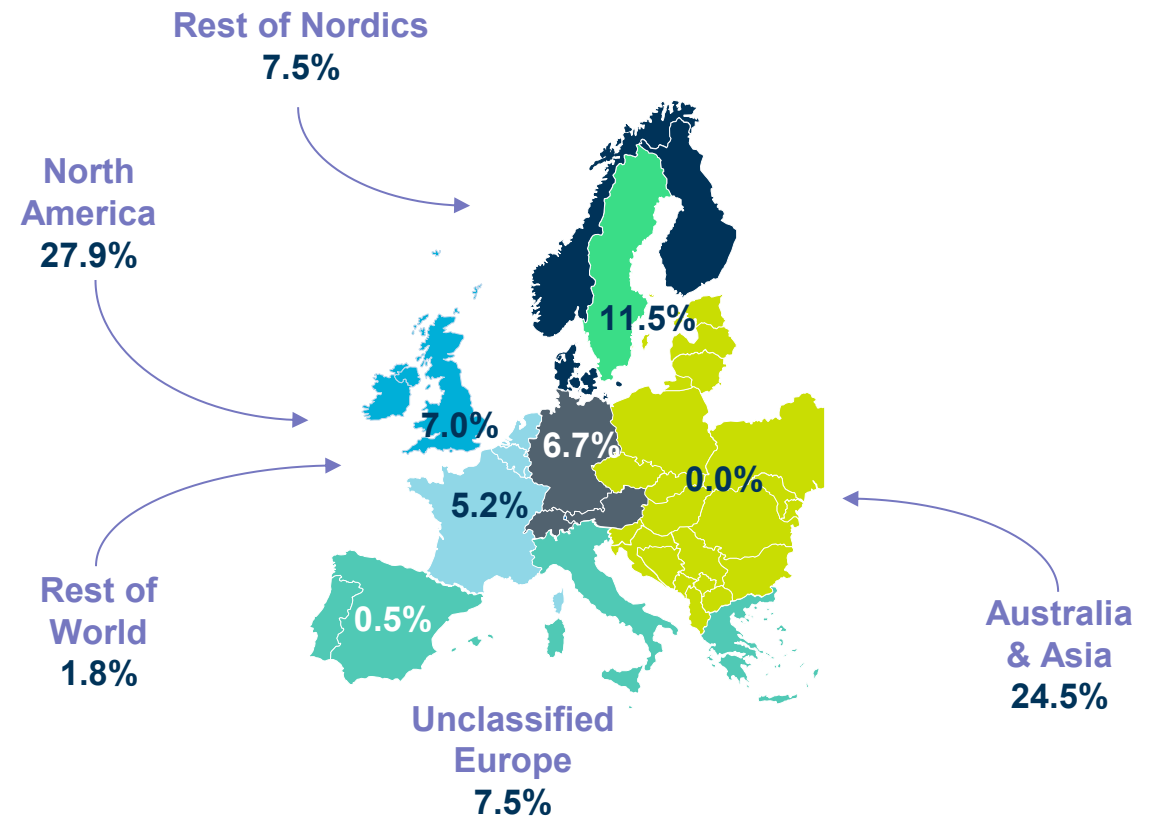 Rest of Nordics
7.5%
North
America
27.9%
11.5%
7.0%
6.7%
0.0%
5.2%
Rest of
World
1.8%
0.5%
Australia
& Asia
24.5%
Unclassified
Europe
7.5%